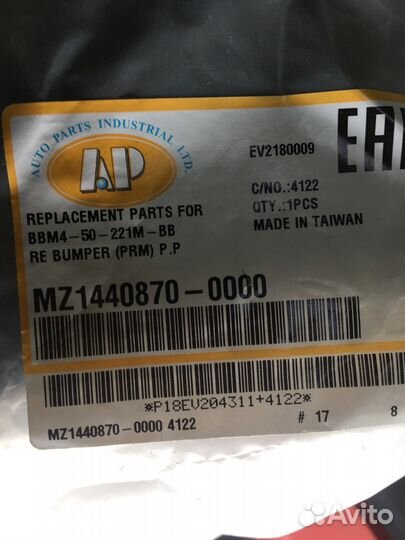 AUTO PARTS INDUSTRIAL LTD.
AP
EV2180009
EAC
C/NO.:4122
QTY.:1PCS
MADE IN TAIWAN
REPLACEMENT PARTS FOR
BBM4-50-221M-BB
RE BUMPER (PRM) P.P
MZ1440870-0000
*P18EV204311+4122*
MZ1440870-0000 4122
# 17
8
Avito